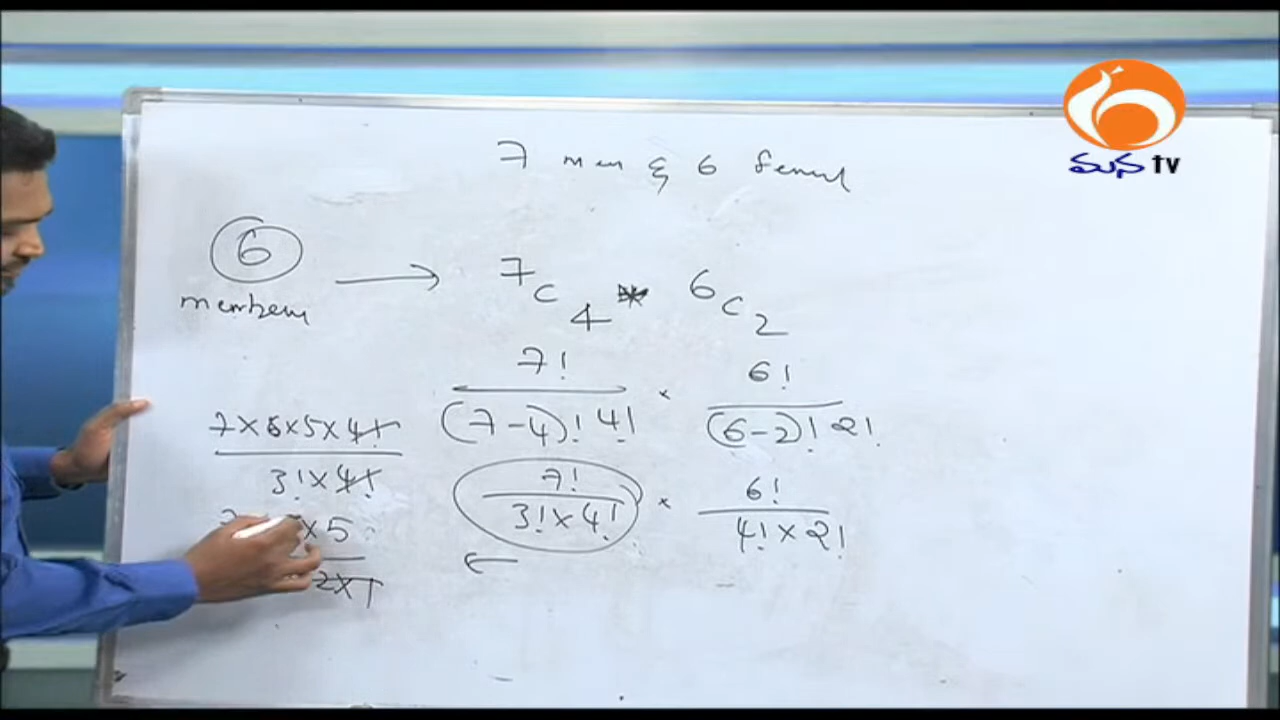 మన tv
7 men & 6 femal
6
members
→ 7C4 * 6C2
7! / (7-4)! 4! × 6! / (6-2)! 2!
7! / 3! × 4! × 6! / 4! × 2!
←
7×6×5×4!
3!×4!
×5
2×1